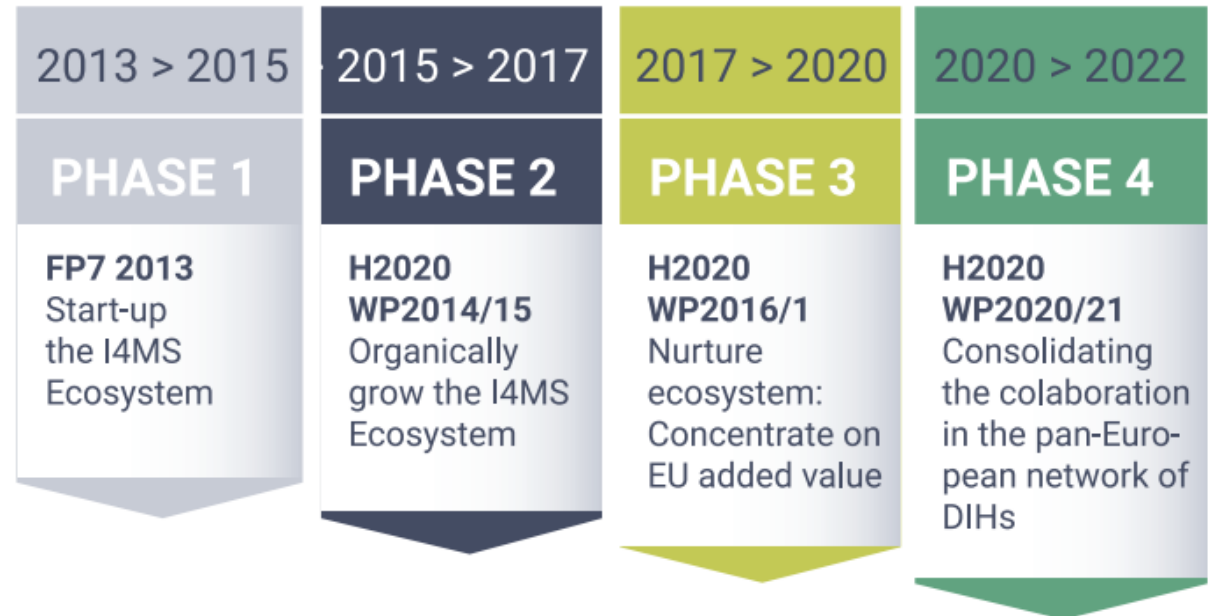 2013 > 2015
PHASE 1
FP7 2013
Start-up
the I4MS
Ecosystem
2015 > 2017
PHASE 2
H2020
WP2014/15
Organically
grow the I4MS
Ecosystem
2017 > 2020
PHASE 3
H2020
WP2016/1
Nurture
ecosystem:
Concentrate on
EU added value
2020 > 2022
PHASE 4
H2020
WP2020/21
Consolidating
the colaboration
in the pan-Euro-
pean network of
DIHs